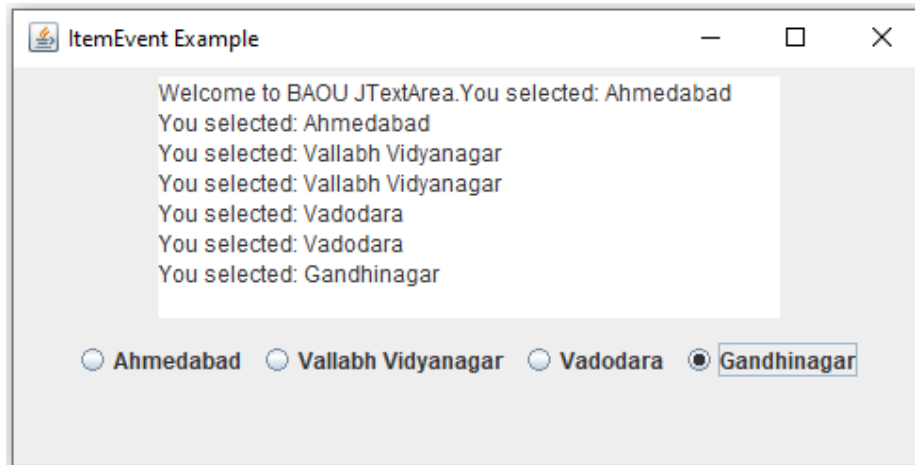 ItemEvent Example
Welcome to BAOU JTextArea.You selected: Ahmedabad
You selected: Ahmedabad
You selected: Vallabh Vidyanagar
You selected: Vallabh Vidyanagar
You selected: Vadodara
You selected: Vadodara
You selected: Gandhinagar
Ahmedabad Vallabh Vidyanagar Vadodara Gandhinagar